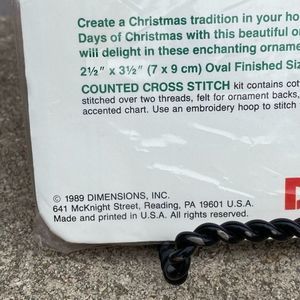 Create a Christmas tradition in your ho
Days of Christmas with this beautiful or
will delight in these enchanting orname
2½" x 3½" (7 x 9 cm) Oval Finished Siz
COUNTED CROSS STITCH kit contains cot
stitched over two threads, felt for ornament backs,
accented chart. Use an embroidery hoop to stitch
© 1989 DIMENSIONS, INC.
641 McKnight Street, Reading, PA 19601 U.S.A.
Made and printed in U.S.A. All rights reserved.